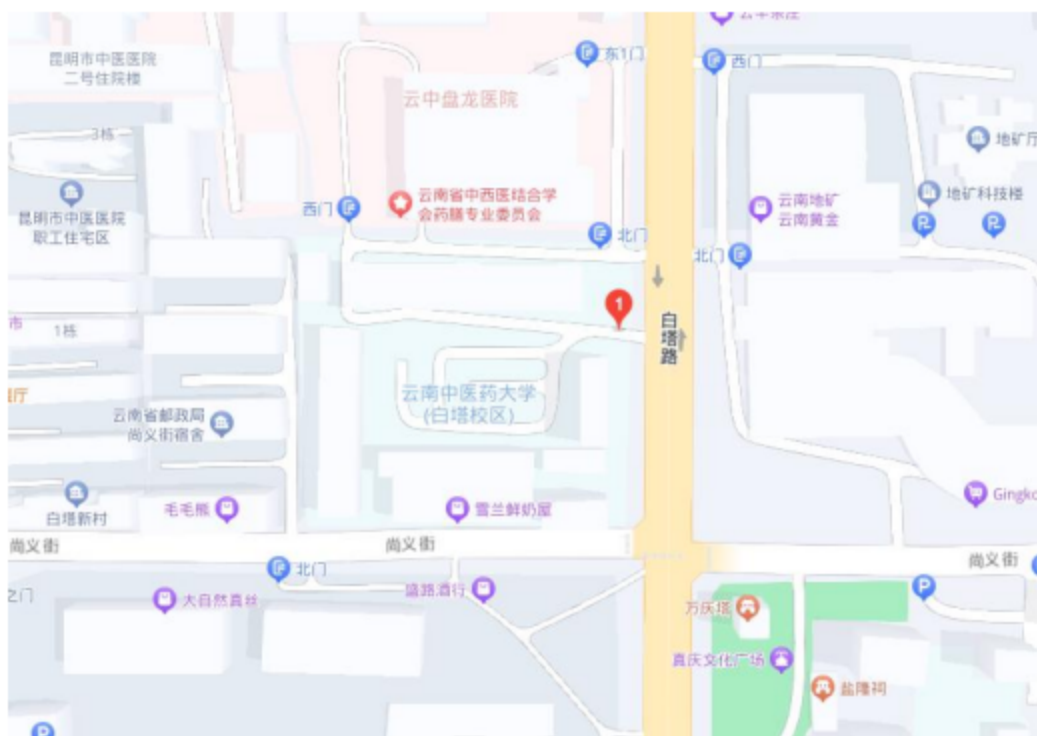 东1门
西门
昆明市中医医院
二号住院楼
云中盘龙医院
3栋
地矿厅
地矿科技楼
云南省中西医结合学
会药膳专业委员会
西门
昆明市中医医院
职工住宅区
云南地矿
云南黄金
北门
北门
1
白塔路
市
1栋
云南中医药大学
(白塔校区)
厅
云南省邮政局
尚义街宿舍
白塔新村
毛毛熊
雪兰鲜奶屋
Gingko
尚义街
尚义街
尚义街
北门
之门
大自然真丝
盛路酒行
P
万庆塔
嘉庆文化广场
盐隆祠
P